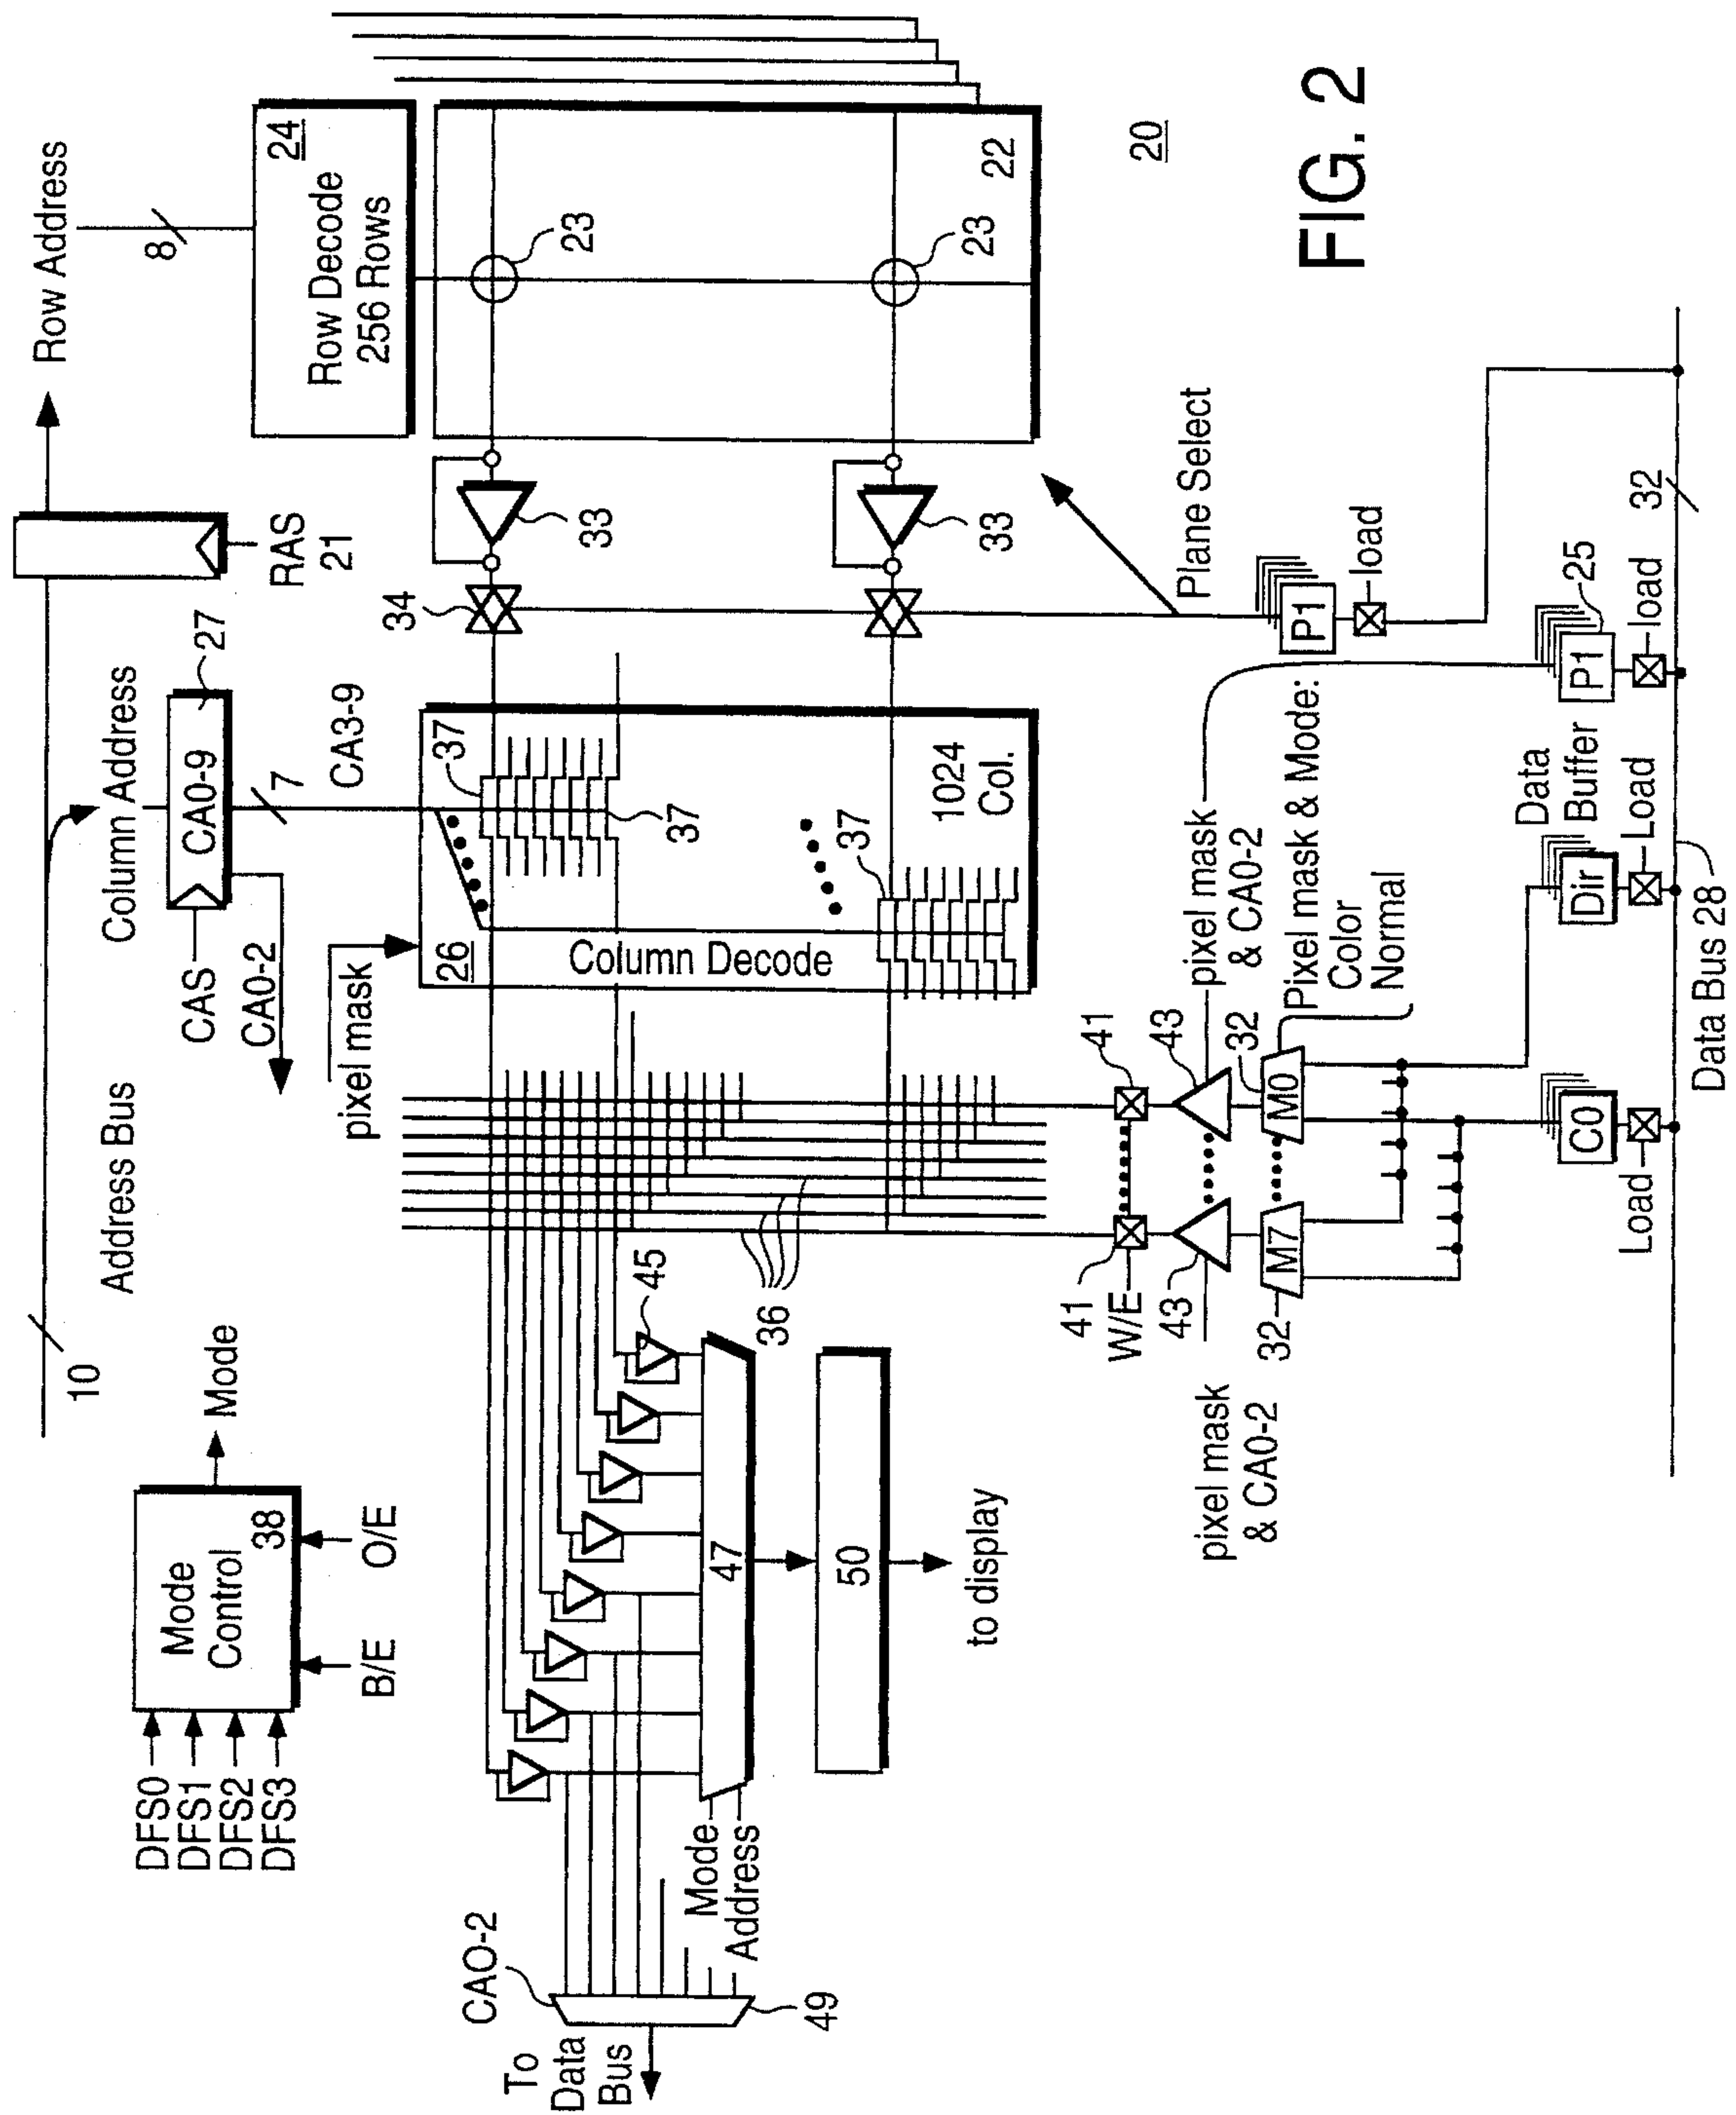 10
Address Bus
Column Address
Row Address
RAS
21
CAS
CA0-9
27
CA0-2
7
CA3-9
8
24
Row Decode
256 Rows
DFS0
DFS1
DFS2
DFS3
Mode
Control
38
Mode
B/E
O/E
pixel mask
26
Column Decode
37
37
37
1024
Col.
34
33
33
23
23
22
20
CAO-2
To
Data
Bus
49
Mode
Address
45
47
36
50
to display
41
W/E
41
43
43
32
32
M7
M0
pixel mask
& CA0-2
pixel mask
& CA0-2
Pixel mask & Mode:
Color
Normal
Plane Select
P1
load
Data
Buffer
P1
25
load
Dir
Load
C0
Load
Data Bus 28
32
FIG. 2